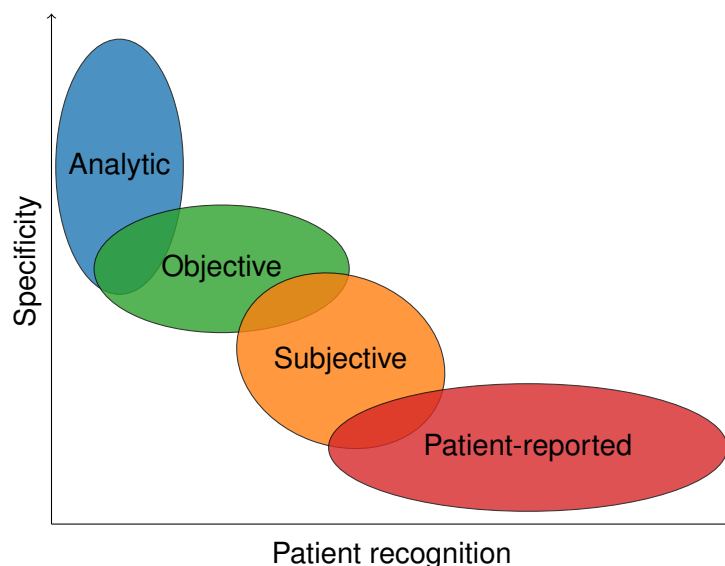 Analytic
Objective
Specificity
Subjective
Patient-reported
Patient recognition